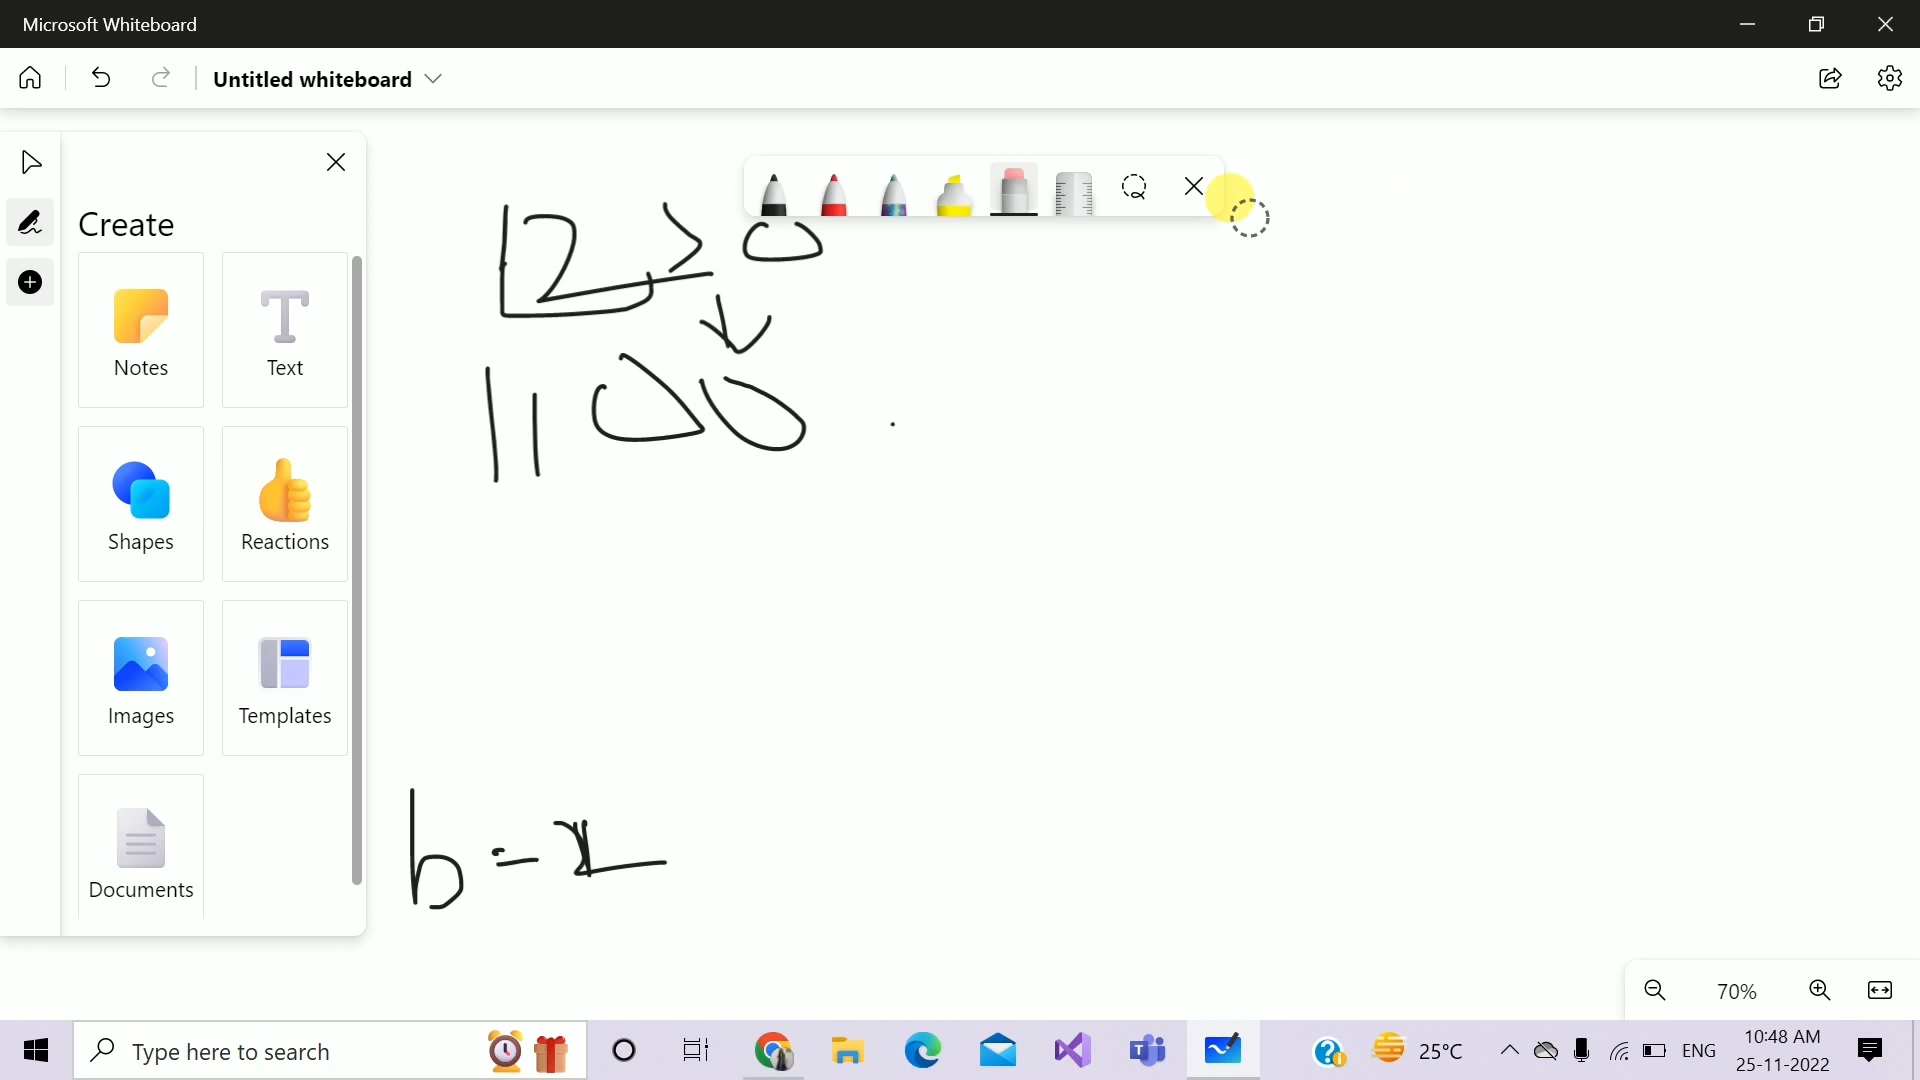 Microsoft Whiteboard
Untitled whiteboard
Create
12 > 0
Notes
Text
1100
Shapes
Reactions
Images
Templates
b =
Documents
70%
Type here to search
25°C
ENG
10:48 AM
25-11-2022